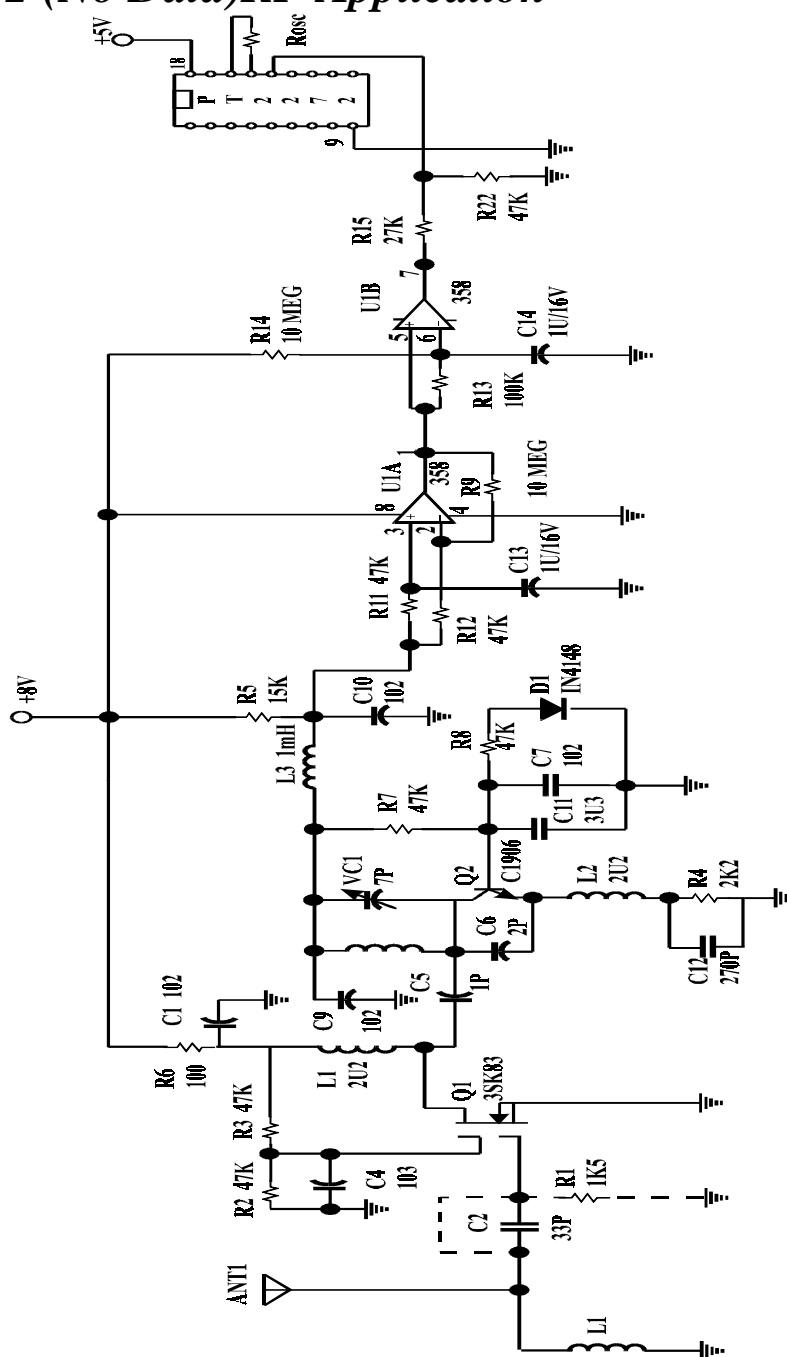 2 (No Data)RF Application
+5V
18
Rosc
P T 2 2 7 2
9
R15
27K
R22
47K
7
U1B
358
5
6
+
-
R14
10 MEG
C14
1U/16V
R13
100K
1
U1A
358
8
4
3
2
+
-
R9
10 MEG
R11 47K
C13
1U/16V
R12
47K
+8V
R5
15K
C10
102
L3 1mH
R8
47K
D1
IN4148
C7
102
C11
3U3
R7
47K
VC1
7P
Q2
C1906
C6
2P
L2
2U2
R4
2K2
C12
270P
C5
1P
C9
102
C1 102
R6
100
L1
2U2
R3 47K
R2 47K
C4
103
Q1
3SK83
R1
1K5
C2
33P
ANT1
L1